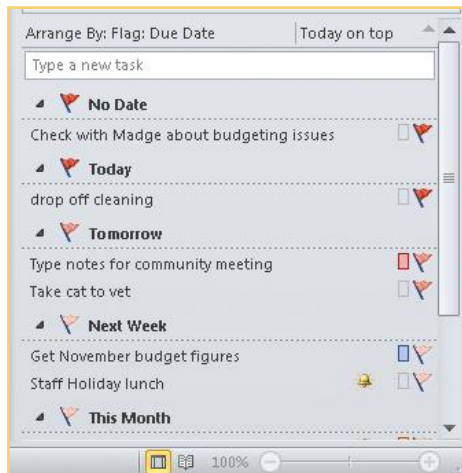 Arrange By: Flag: Due Date Today on top
Type a new task
No Date
Check with Madge about budgeting issues
Today
drop off cleaning
Tomorrow
Type notes for community meeting
Take cat to vet
Next Week
Get November budget figures
Staff Holiday lunch
This Month
100%